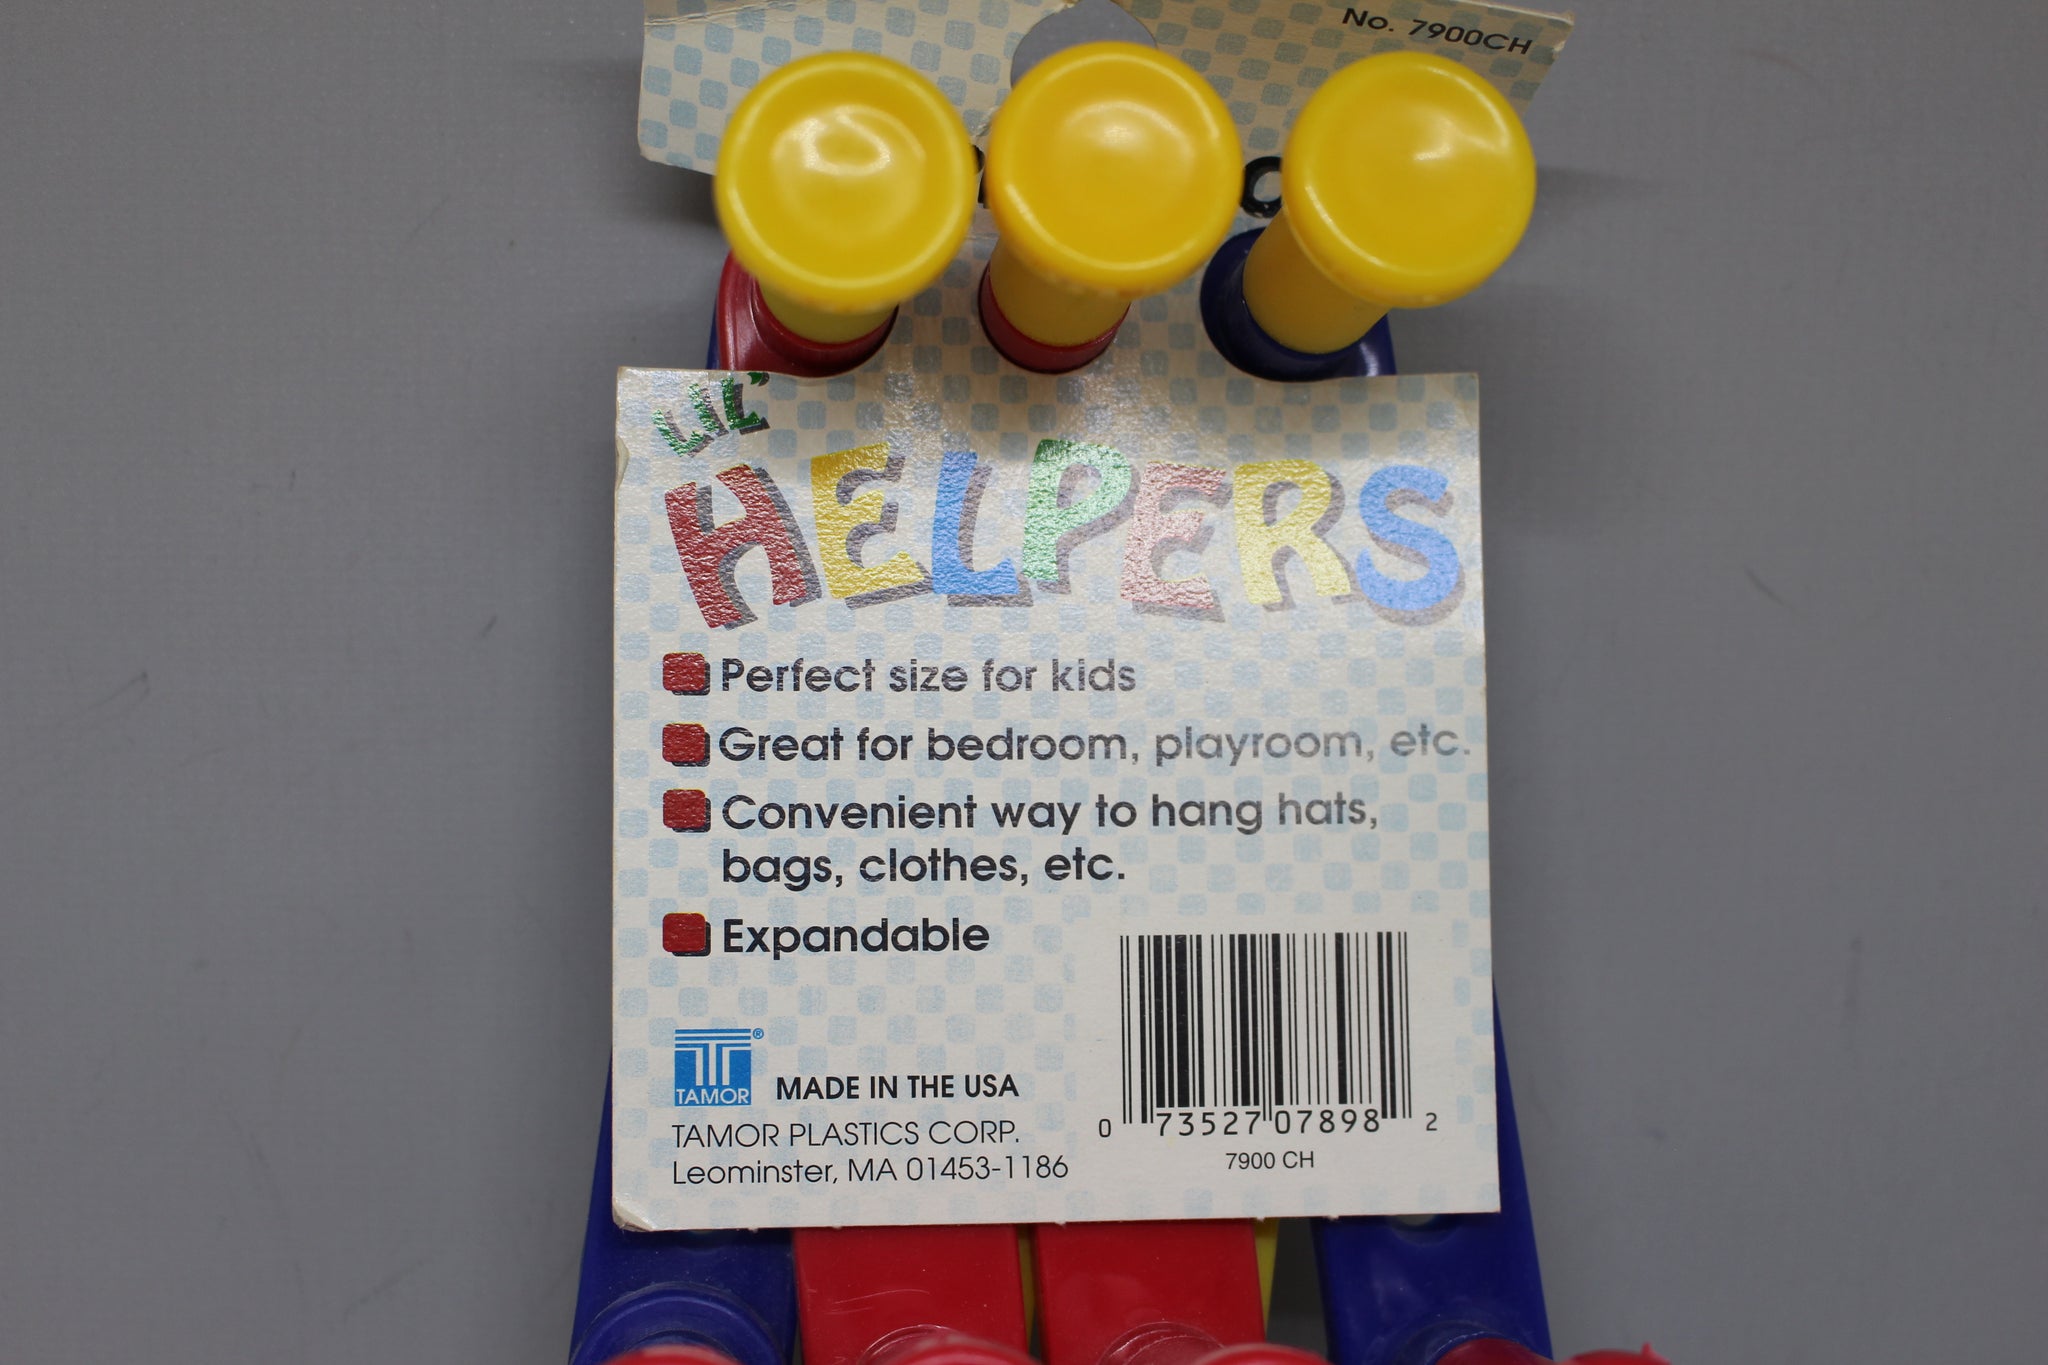 No. 7900CH
LIL'
HELPERS
Perfect size for kids
Great for bedroom, playroom, etc.
Convenient way to hang hats,
bags, clothes, etc.
Expandable
TAMOR®
MADE IN THE USA
TAMOR PLASTICS CORP.
Leominster, MA 01453-1186
0 73527 07898 2
7900 CH